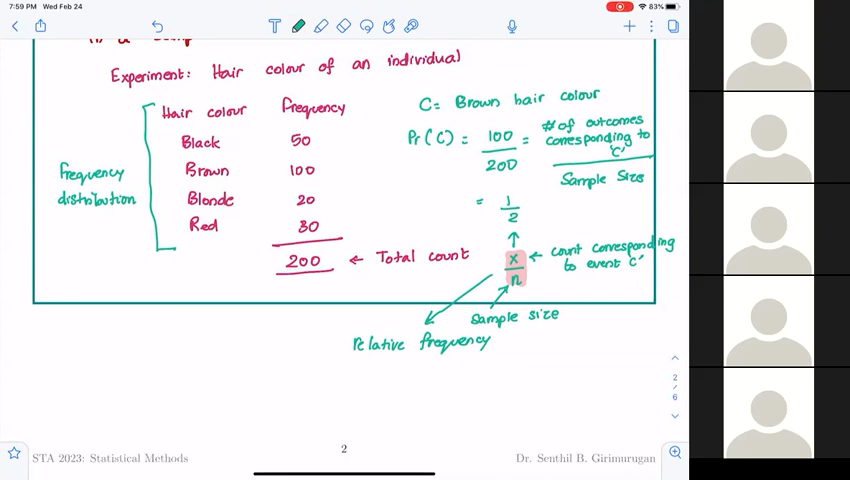 7:59 PM Wed Feb 24
83%
Experiment: Hair colour of an individual
Hair colour Frequency
Black 50
Brown 100
Blonde 20
Red 30
200 ← Total count
Frequency
distribution
C= Brown hair colour
Pr(C) = 100/200 = # of outcomes corresponding to 'C' / Sample Size
= 1/2
x/n ← count corresponding
to event 'C'
Sample size
Relative frequency
2
/
6
STA 2023: Statistical Methods
2
Dr. Senthil B. Girimurugan